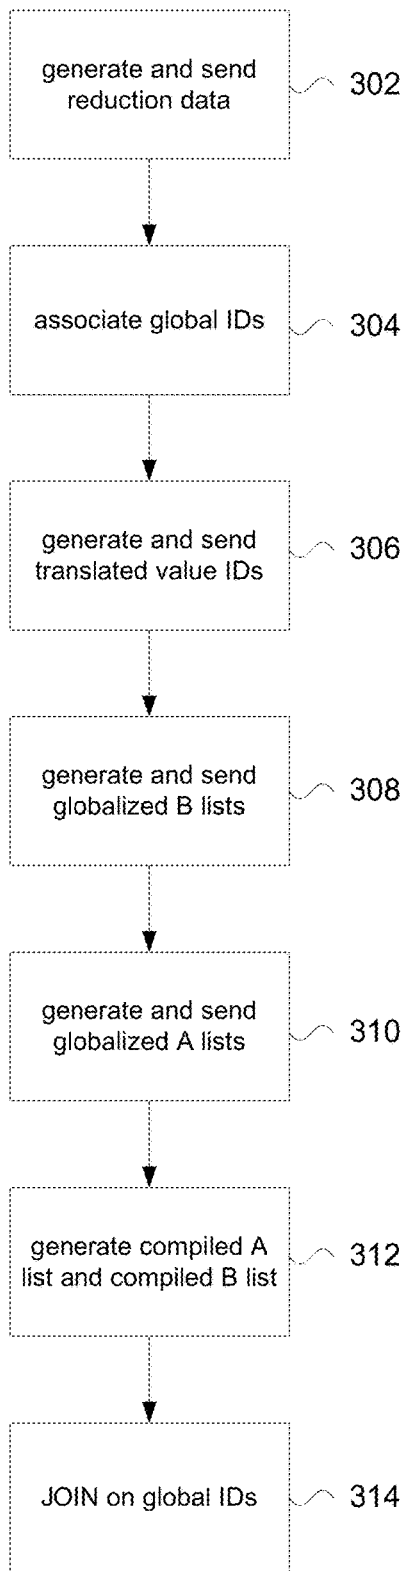 generate and send
reduction data
302
associate global IDs
304
generate and send
translated value IDs
306
generate and send
globalized B lists
308
generate and send
globalized A lists
310
generate compiled A
list and compiled B list
312
JOIN on global IDs
314